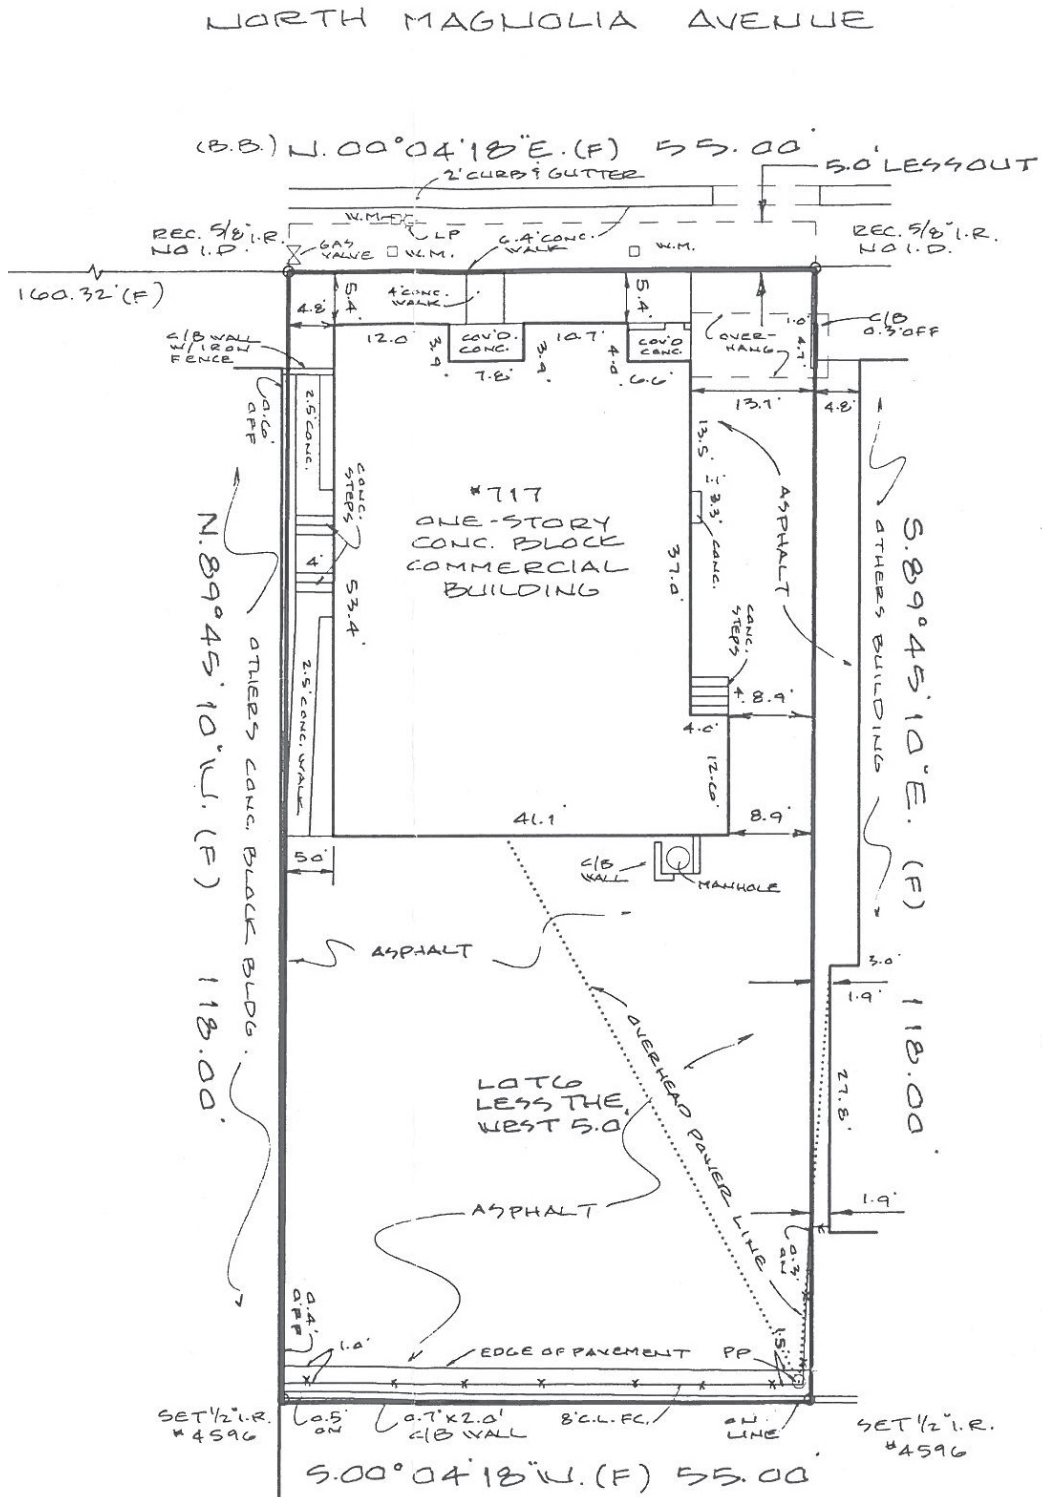 NORTH MAGNOLIA AVENUE
(B.B.) N. 00°04'18"E. (F) 55.00'
2' CURB & GUTTER
5.0' LESSOUT
W.M.
LP
REC. 5/8" I.R.
NO I.D.
GAS
VALVE
W.M.
6.4' CONC.
WALK
W.M.
REC. 5/8" I.R.
NO I.D.
160.32' (F)
4.8'
5.4'
4' CONC.
WALK
5.4'
1.0'
C/B
0.3' OFF
C/B WALL
W/ IRON
FENCE
12.0'
COV'D.
CONC.
10.7'
COV'D
CONC.
OVER-
HANG
4.7'
3.9'
7.8'
3.9'
4.0'
6.6'
13.7'
4.8'
0.6'
OFF
2.5' CONC.
13.5'
3.3' CONC.
ASPHALT
CONC.
STEPS
#717
ONE-STORY
CONC. BLOCK
COMMERCIAL
BUILDING
37.0'
4'
53.4'
N. 89°45'10"W. (F) 118.00'
OTHERS CONC. BLOCK BLDG.
OTHERS BUILDING
S. 89°45'10"E. (F) 118.00'
CONC.
STEPS
2.5' CONC. WALK
4.
8.9'
4.0'
12.0'
41.1'
8.9'
5.0'
C/B
WALL
MANHOLE
ASPHALT
3.0'
1.9'
OVERHEAD POWER LINE
27.8'
LOT 6
LESS THE
WEST 5.0'
ASPHALT
1.9'
0.3'
ON
0.4'
OFF
1.0'
EDGE OF PAVEMENT
PP
1.5'
SET 1/2" I.R.
#4596
0.5'
ON
0.7' X 2.0'
C/B WALL
8' C.L. FC.
ON
LINE
SET 1/2" I.R.
#4596
S. 00°04'18"W. (F) 55.00'